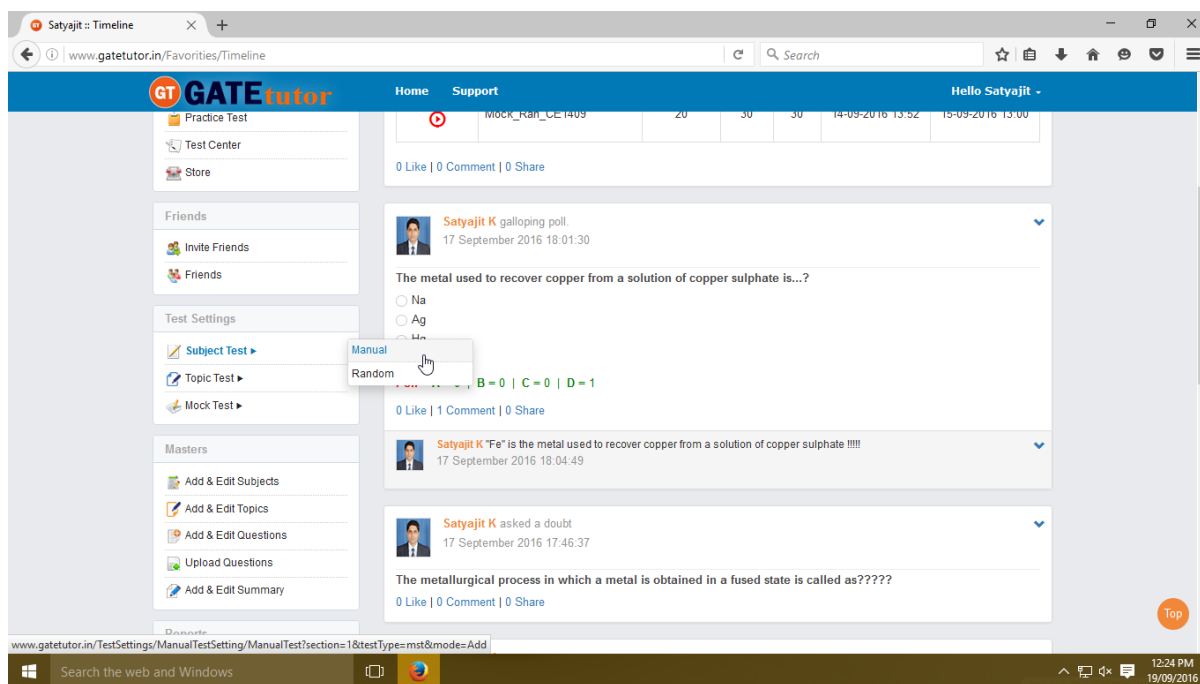 Satyajit :: Timeline
www.gatetutor.in/Favorities/Timeline
Search
GT GATEtutor
Home Support
Hello Satyajit
Practice Test
Test Center
Store
Friends
Invite Friends
Friends
Test Settings
Subject Test
Topic Test
Mock Test
Manual
Random
Masters
Add & Edit Subjects
Add & Edit Topics
Add & Edit Questions
Upload Questions
Add & Edit Summary
Reports
Mock_Ran_CE1409 20 30 30 14-09-2016 13:52 15-09-2016 13:00
0 Like | 0 Comment | 0 Share
Satyajit K galloping poll.
17 September 2016 18:01:30
The metal used to recover copper from a solution of copper sulphate is...?
Na
Ag
Hg
B = 0 | C = 0 | D = 1
0 Like | 1 Comment | 0 Share
Satyajit K "Fe" is the metal used to recover copper from a solution of copper sulphate !!!!!
17 September 2016 18:04:49
Satyajit K asked a doubt
17 September 2016 17:46:37
The metallurgical process in which a metal is obtained in a fused state is called as?????
0 Like | 0 Comment | 0 Share
Top
www.gatetutor.in/TestSettings/ManualTestSetting/ManualTest?section=1&testType=mst&mode=Add
Search the web and Windows
12:24 PM
19/09/2016